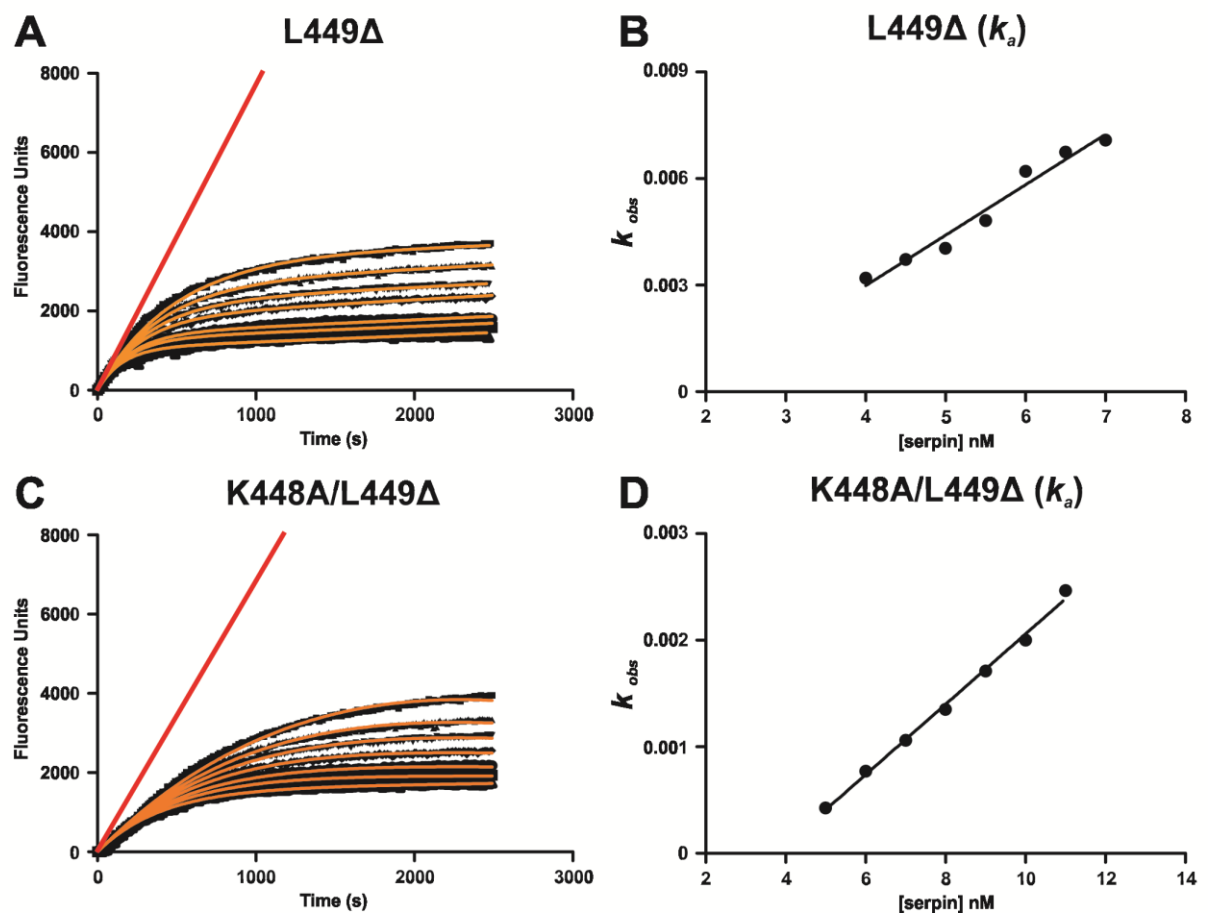 A
L449Δ
8000
6000
4000
2000
0
Fluorescence Units
0 1000 2000 3000
Time (s)
B
L449Δ (ka)
0.009
0.006
0.003
0
k obs
2 3 4 5 6 7 8
[serpin] nM
C
K448A/L449Δ
8000
6000
4000
2000
0
Fluorescence Units
0 1000 2000 3000
Time (s)
D
K448A/L449Δ (ka)
0.003
0.002
0.001
0
k obs
2 4 6 8 10 12 14
[serpin] nM